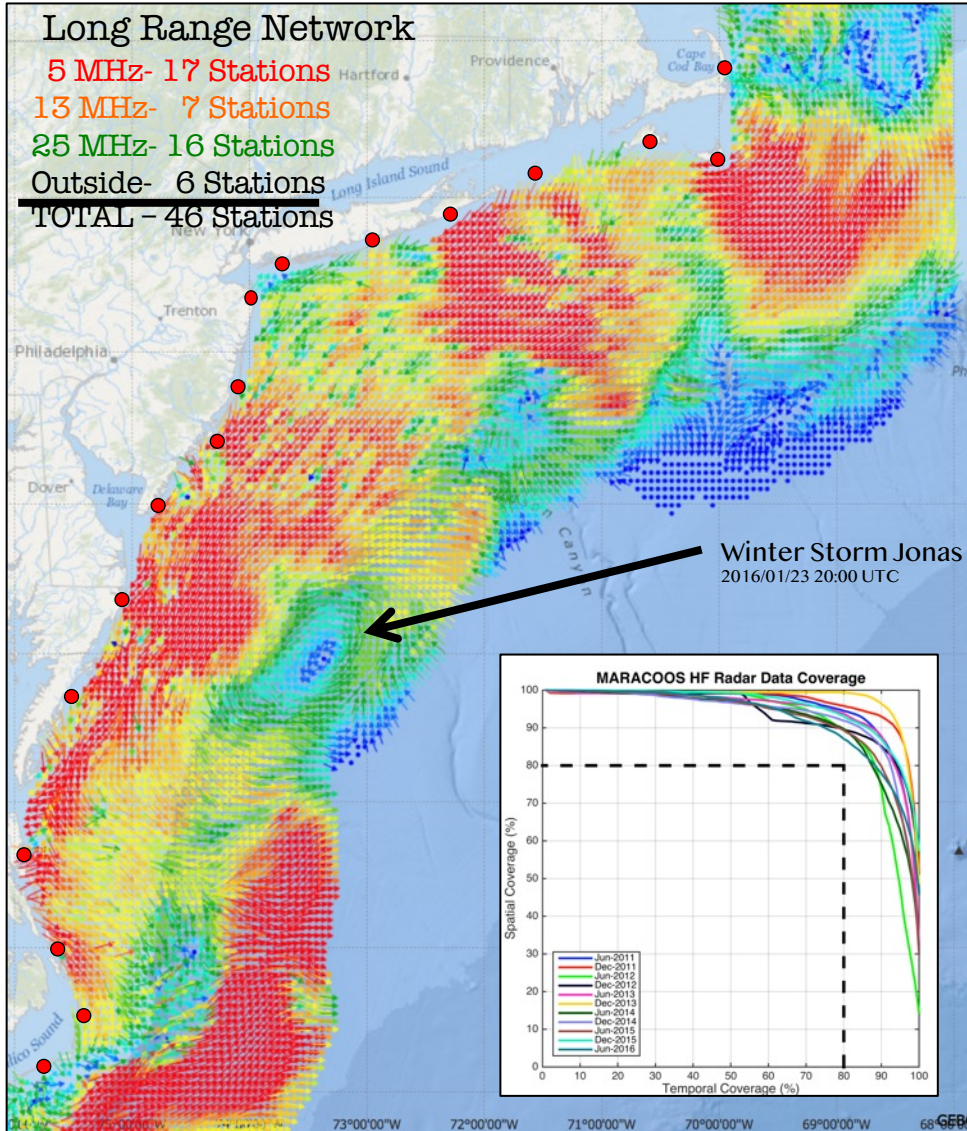 Long Range Network
5 MHz- 17 Stations
13 MHz- 7 Stations
25 MHz- 16 Stations
Outside- 6 Stations
TOTAL – 46 Stations
Hartford
Providence
Cape
Cod Bay
Long Island Sound
New York
Trenton
Philadelphia
Dover
Delaware
Bay
Canyon
Winter Storm Jonas
2016/01/23 20:00 UTC
MARACOOS HF Radar Data Coverage
Spatial Coverage (%)
100
90
80
70
60
50
40
30
20
10
0
Jun-2011
Dec-2011
Jun-2012
Dec-2012
Jun-2013
Dec-2013
Jun-2014
Dec-2014
Jun-2015
Dec-2015
Jun-2016
0 10 20 30 40 50 60 70 80 90 100
Temporal Coverage (%)
lico Sound
73°00'00"W 72°00'00"W 71°00'00"W 70°00'00"W 69°00'00"W
GEB